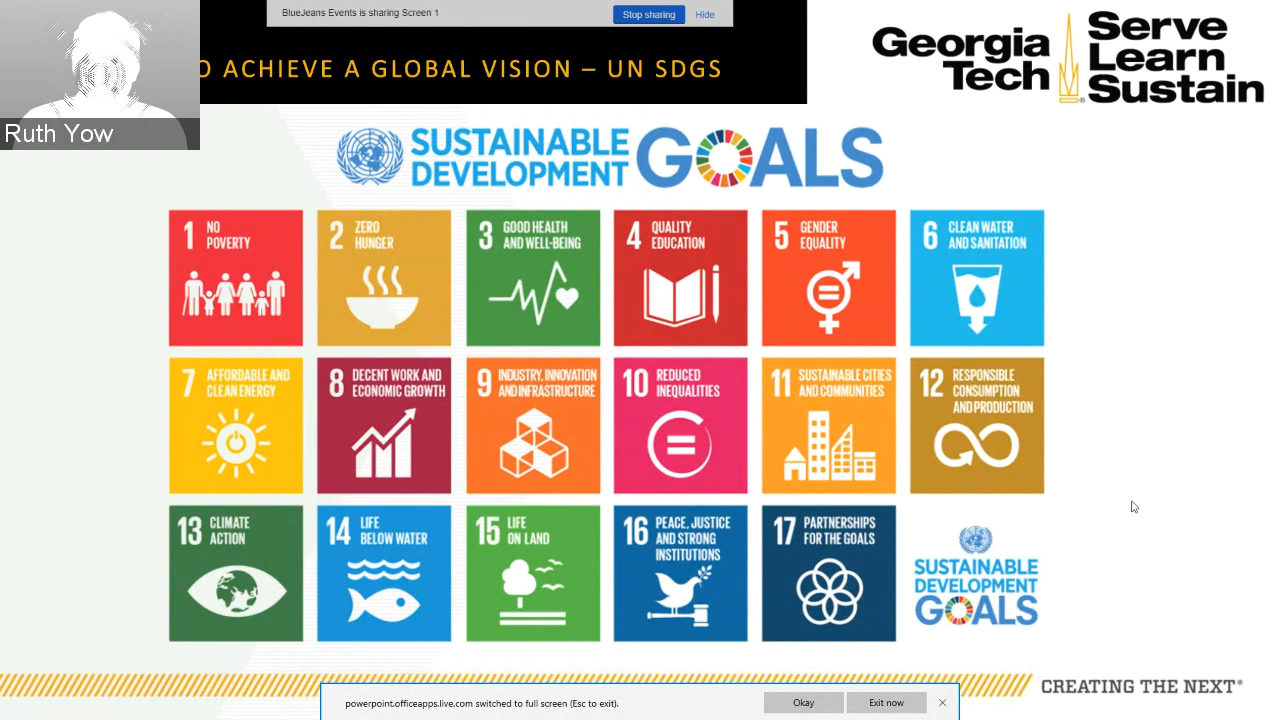 BlueJeans Events is sharing Screen 1
Stop sharing
Hide
O ACHIEVE A GLOBAL VISION – UN SDGS
Georgia
Tech
Serve
Learn
Sustain
Ruth Yow
SUSTAINABLE
DEVELOPMENT
GOALS
1 NO
POVERTY
2 ZERO
HUNGER
3 GOOD HEALTH
AND WELL-BEING
4 QUALITY
EDUCATION
5 GENDER
EQUALITY
6 CLEAN WATER
AND SANITATION
7 AFFORDABLE AND
CLEAN ENERGY
8 DECENT WORK AND
ECONOMIC GROWTH
9 INDUSTRY, INNOVATION
AND INFRASTRUCTURE
10 REDUCED
INEQUALITIES
11 SUSTAINABLE CITIES
AND COMMUNITIES
12 RESPONSIBLE
CONSUMPTION
AND PRODUCTION
13 CLIMATE
ACTION
14 LIFE
BELOW WATER
15 LIFE
ON LAND
16 PEACE, JUSTICE
AND STRONG
INSTITUTIONS
17 PARTNERSHIPS
FOR THE GOALS
SUSTAINABLE
DEVELOPMENT
GOALS
CREATING THE NEXT®
powerpoint.officeapps.live.com switched to full screen (Esc to exit).
Okay
Exit now